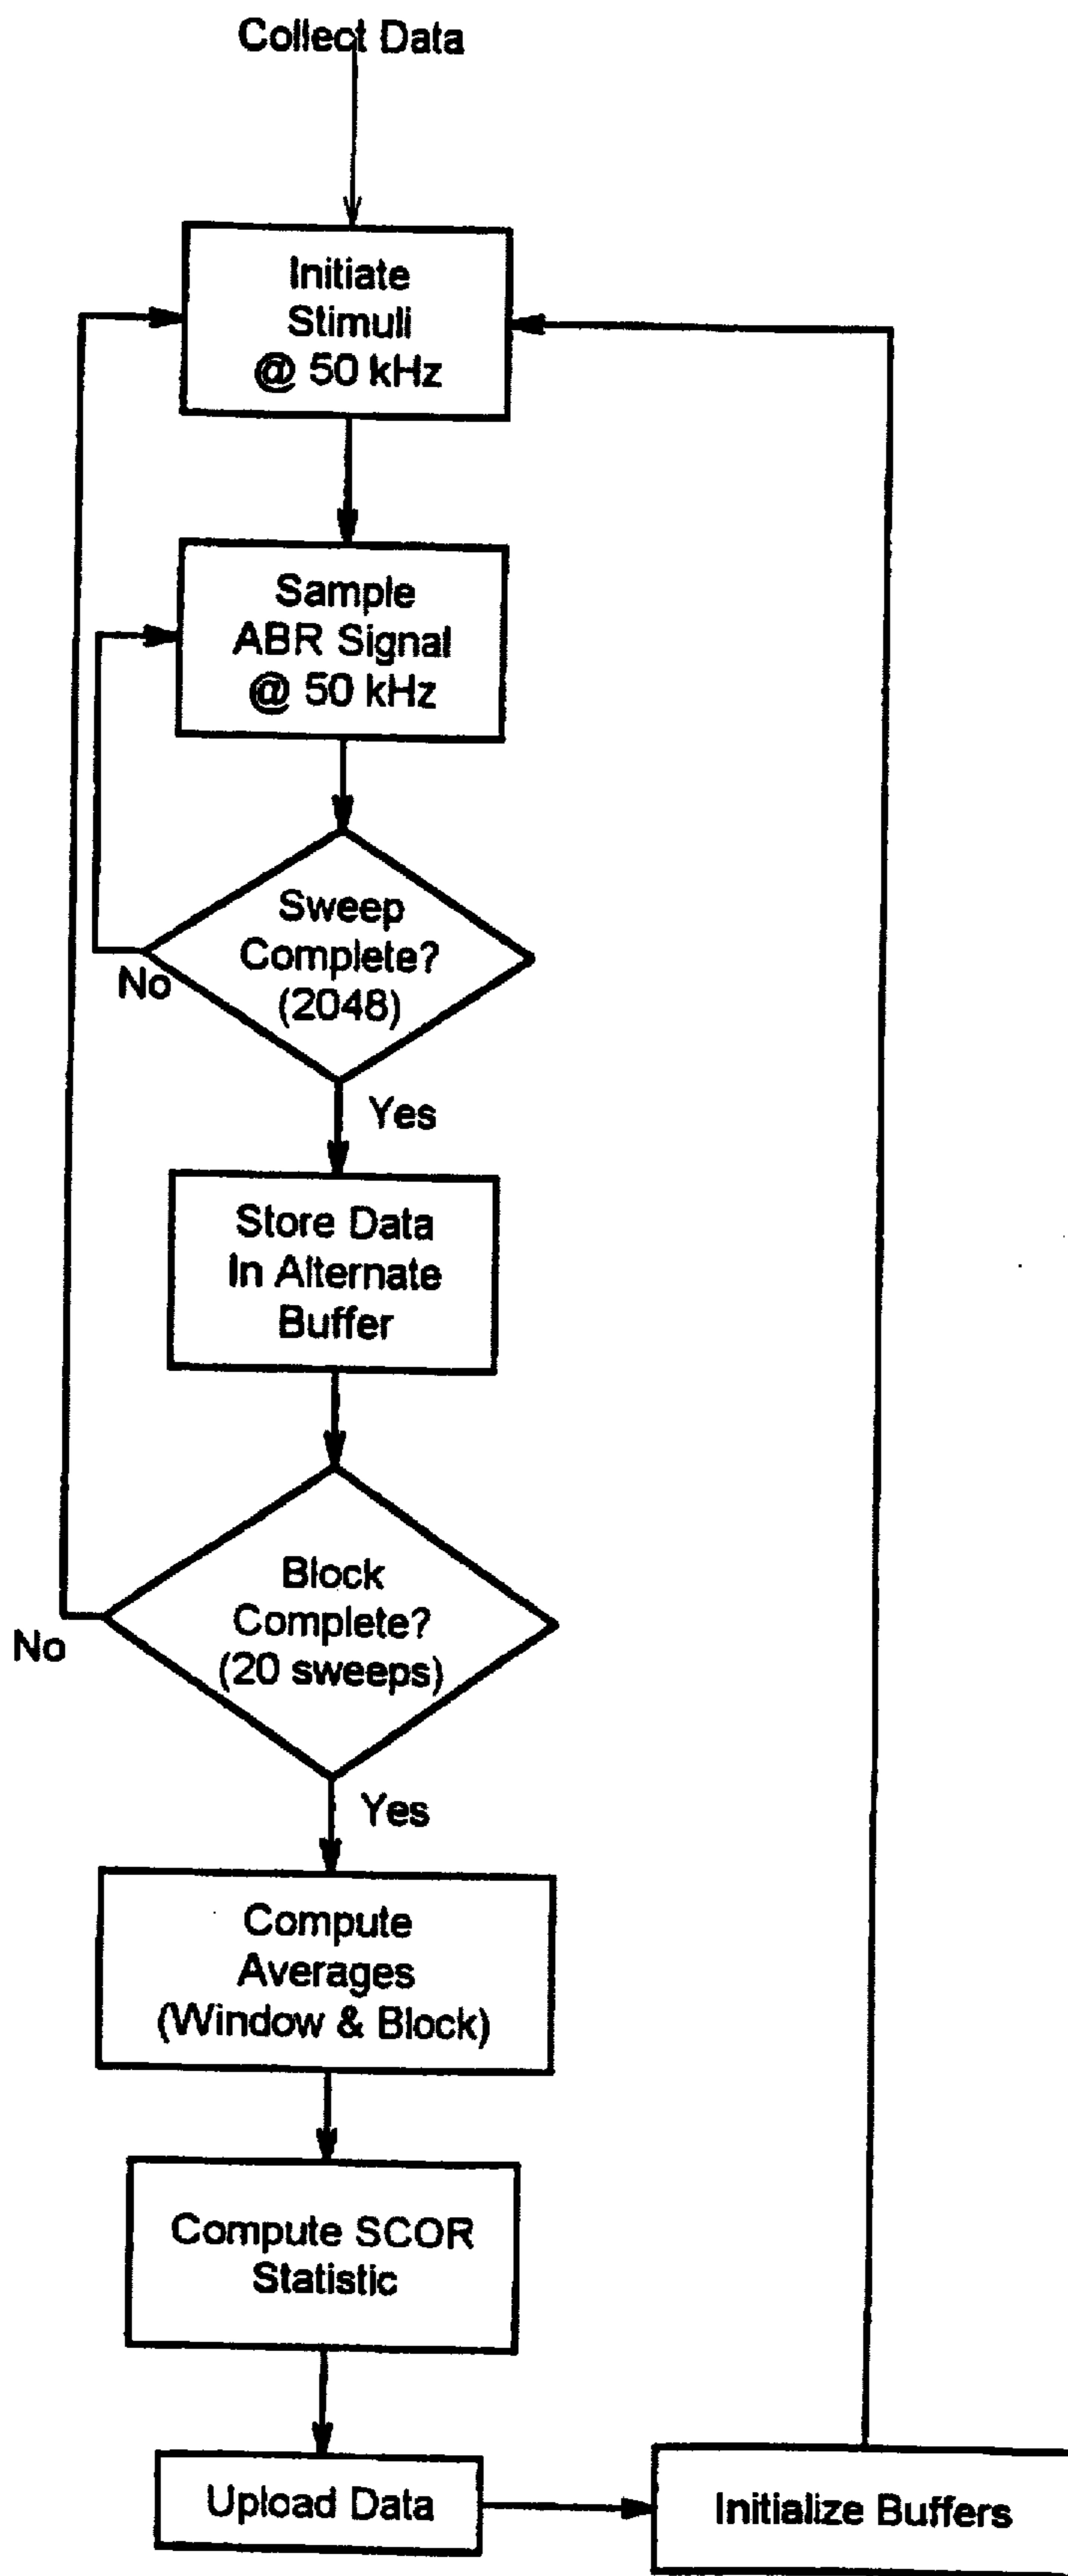 Collect Data
Initiate
Stimuli
@ 50 kHz
Sample
ABR Signal
@ 50 kHz
Sweep
Complete?
(2048)
No
Yes
Store Data
In Alternate
Buffer
Block
Complete?
(20 sweeps)
No
Yes
Compute
Averages
(Window & Block)
Compute SCOR
Statistic
Upload Data
Initialize Buffers